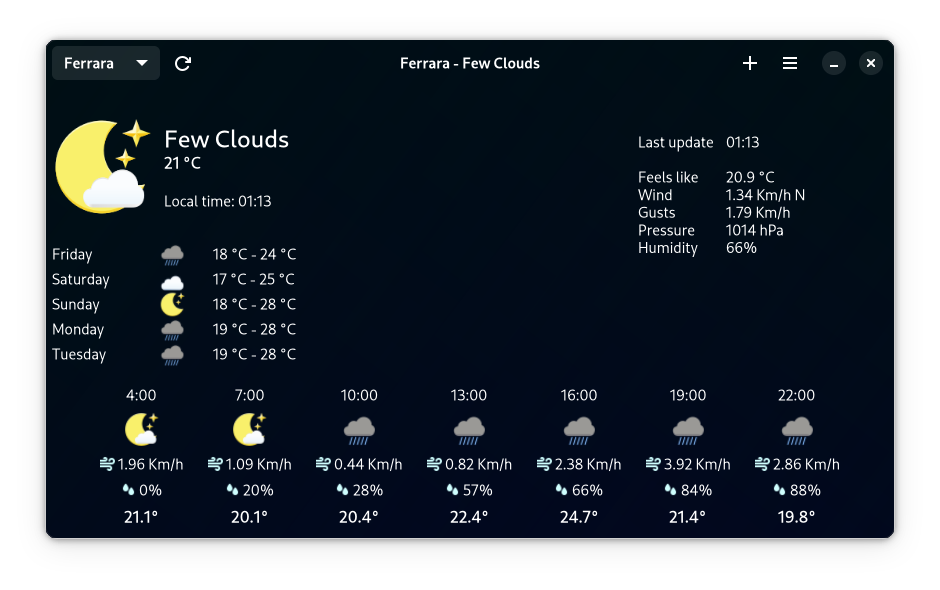 Ferrara
Ferrara - Few Clouds
Few Clouds
21 °C
Local time: 01:13
Last update 01:13
Feels like 20.9 °C
Wind 1.34 Km/h N
Gusts 1.79 Km/h
Pressure 1014 hPa
Humidity 66%
Friday 18 °C - 24 °C
Saturday 17 °C - 25 °C
Sunday 18 °C - 28 °C
Monday 19 °C - 28 °C
Tuesday 19 °C - 28 °C
4:00 7:00 10:00 13:00 16:00 19:00 22:00
1.96 Km/h 1.09 Km/h 0.44 Km/h 0.82 Km/h 2.38 Km/h 3.92 Km/h 2.86 Km/h
0% 20% 28% 57% 66% 84% 88%
21.1° 20.1° 20.4° 22.4° 24.7° 21.4° 19.8°